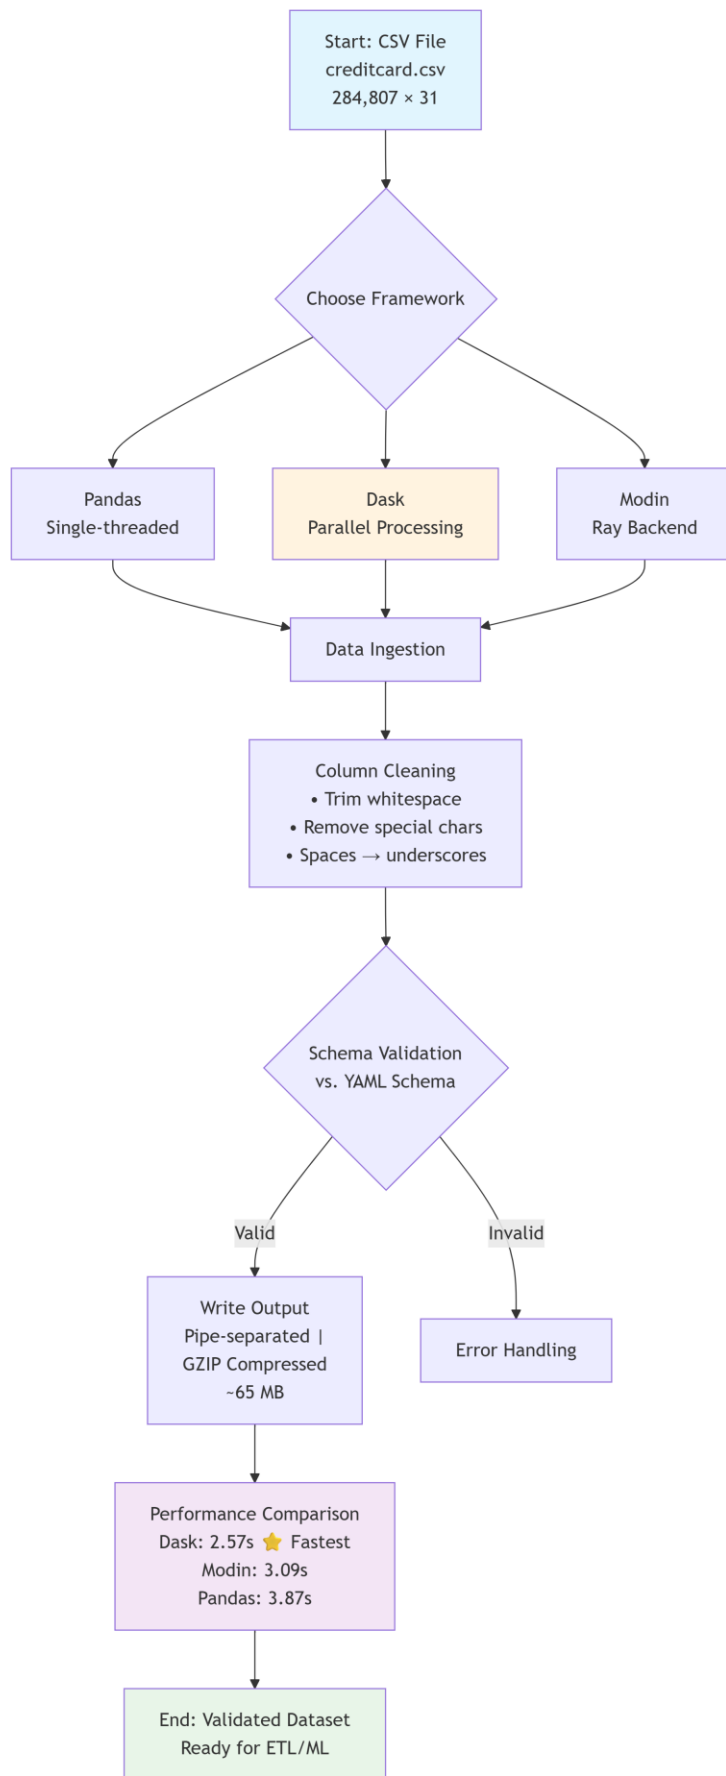 Start: CSV File
creditcard.csv
284,807 × 31
Choose Framework
Pandas
Single-threaded
Dask
Parallel Processing
Modin
Ray Backend
Data Ingestion
Column Cleaning
• Trim whitespace
• Remove special chars
• Spaces → underscores
Schema Validation
vs. YAML Schema
Valid
Invalid
Write Output
Pipe-separated |
GZIP Compressed
~65 MB
Error Handling
Performance Comparison
Dask: 2.57s ⭐ Fastest
Modin: 3.09s
Pandas: 3.87s
End: Validated Dataset
Ready for ETL/ML